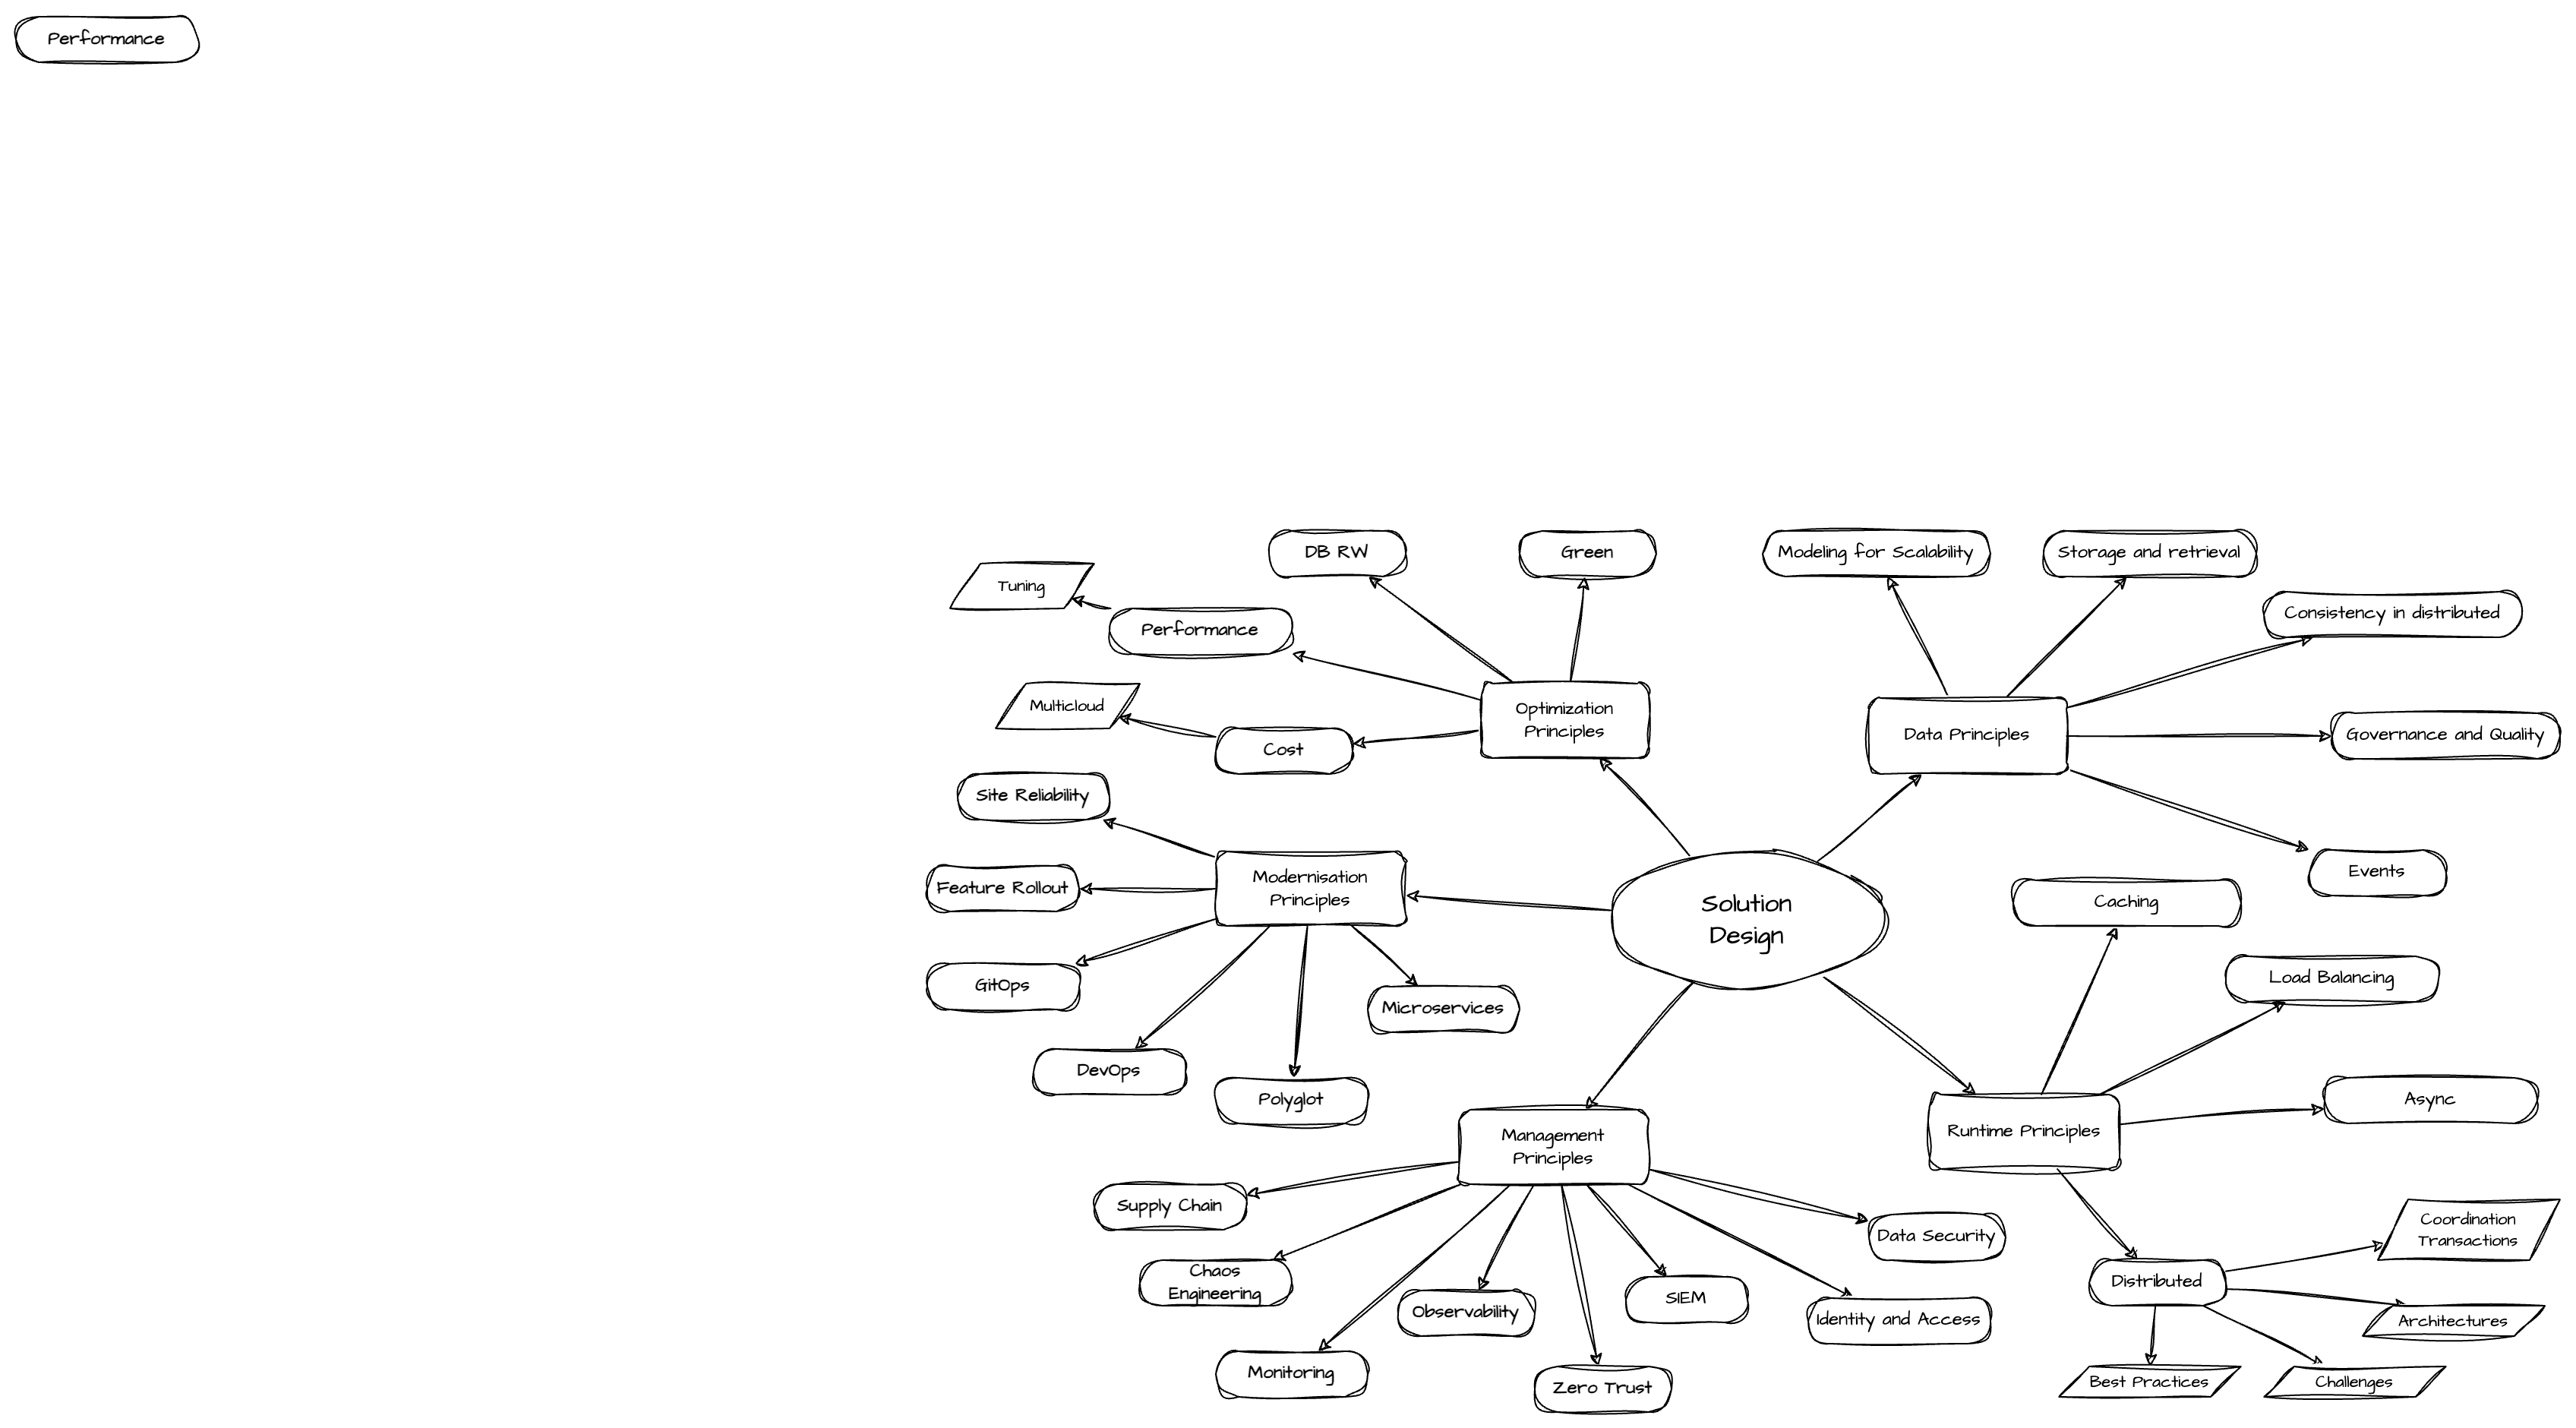 Performance
DB RW
Green
Modeling for Scalability
Storage and retrieval
Tuning
Consistency in distributed
Performance
Multicloud
Optimization
Principles
Data Principles
Governance and Quality
Cost
Site Reliability
Modernisation
Principles
Feature Rollout
Solution
Design
Events
Caching
Load Balancing
GitOps
Microservices
DevOps
Polyglot
Async
Management
Principles
Runtime Principles
Supply Chain
Data Security
Coordination
Transactions
Chaos
Engineering
Distributed
SIEM
Observability
Identity and Access
Architectures
Monitoring
Zero Trust
Best Practices
Challenges